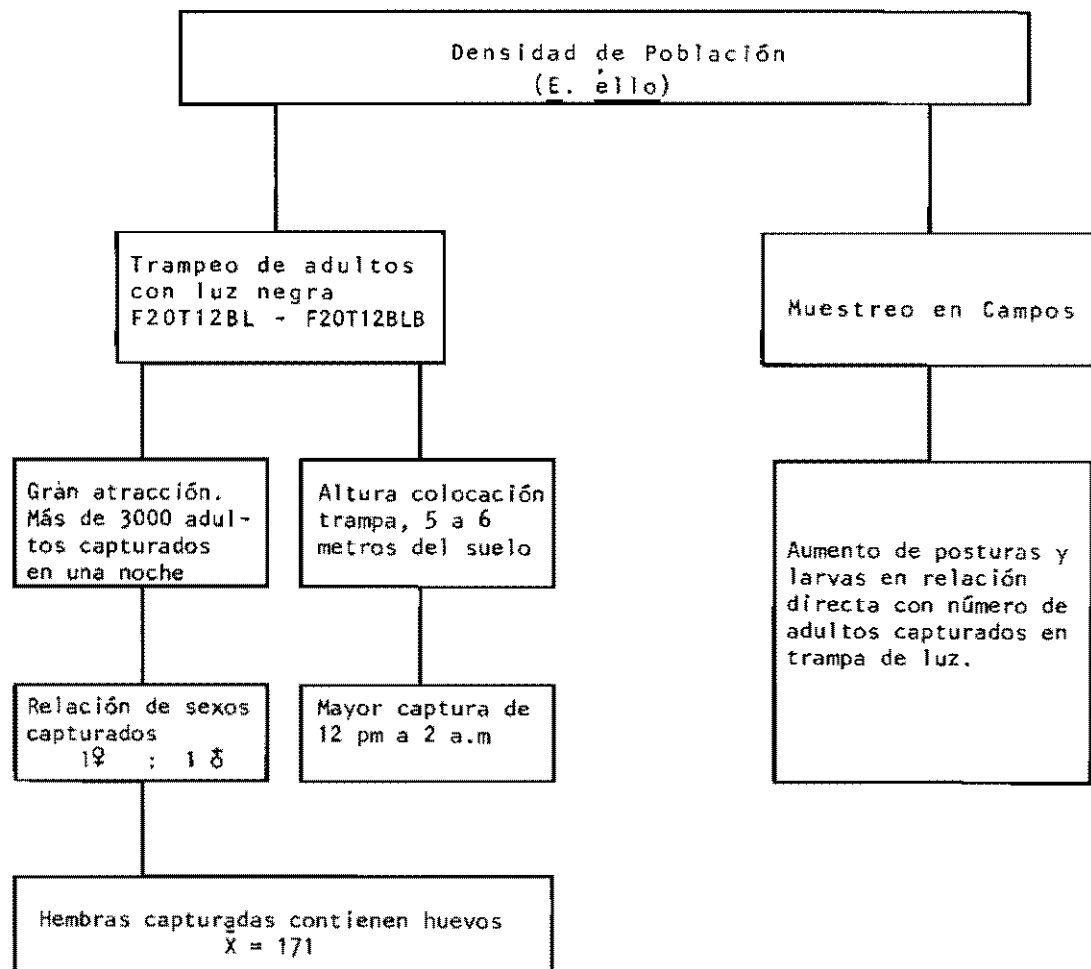 Densidad de Población
(E. ello)
Trampeo de adultos
con luz negra
F20T12BL - F20T12BLB
Muestreo en Campos
Gran atracción.
Más de 3000 adul-
tos capturados
en una noche
Altura colocación
trampa, 5 a 6
metros del suelo
Aumento de posturas y
larvas en relación
directa con número de
adultos capturados en
trampa de luz.
Relación de sexos
capturados
1♀ : 1 ♂
Mayor captura de
12 pm a 2 a.m
Hembras capturadas contienen huevos
X̄ = 171